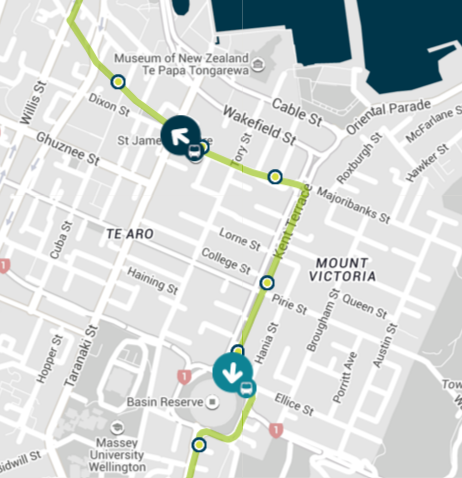 Museum of New Zealand
Te Papa Tongarewa
Willis St
Cable St
Dixon St
Wakefield St
Oriental Parade
McFarlane S
Ghuznee St
St Jame
e
Tory St
Roxburgh St
Hawker St
Majoribanks St
Kent Terrace
Cuba St
TE ARO
Lorne St
College St
MOUNT
VICTORIA
1
Haining St
Pirie St
Queen St
Brougham St
Hania St
Austin St
Hopper St
Taranaki St
Porritt Ave
1
Tow
Basin Reserve
Ellice St
1
Massey
University
Wellington
Bidwill St